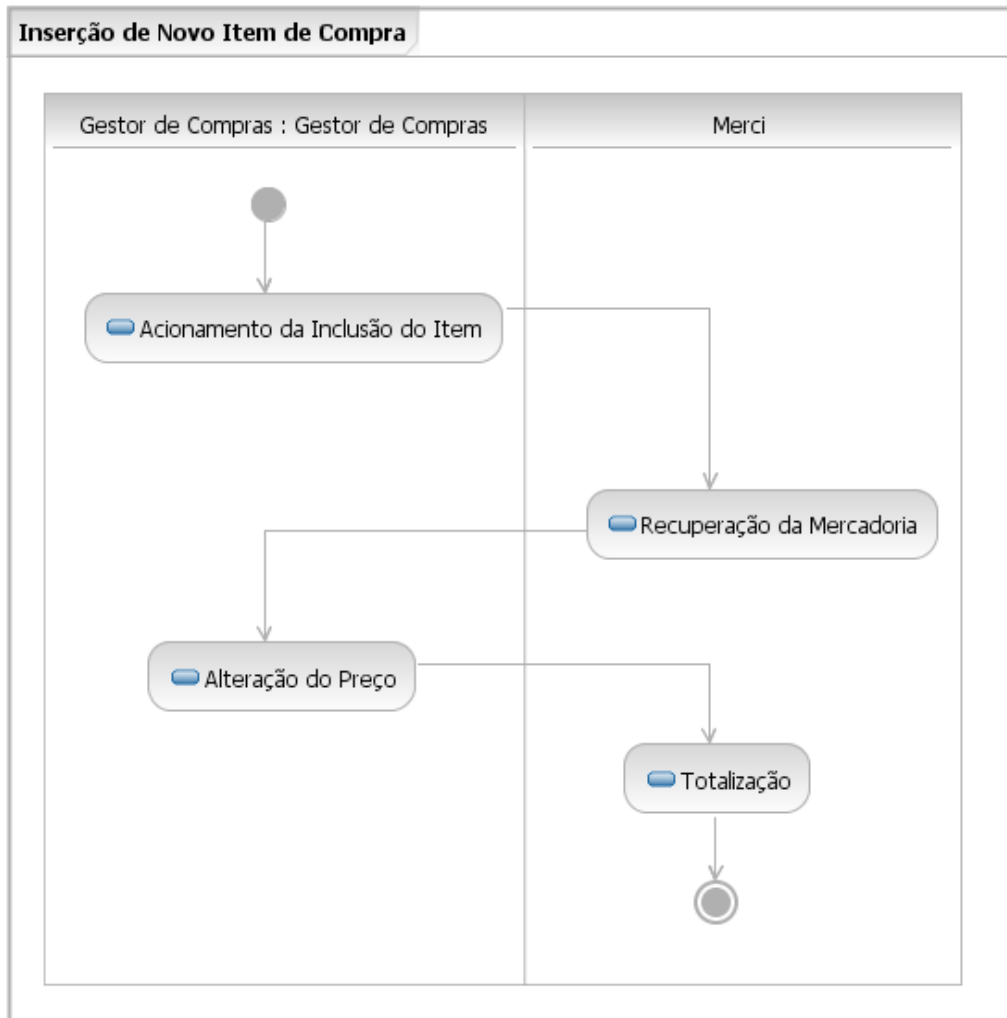 Inserção de Novo Item de Compra
Gestor de Compras : Gestor de Compras
Merci
Acionamento da Inclusão do Item
Recuperação da Mercadoria
Alteração do Preço
Totalização